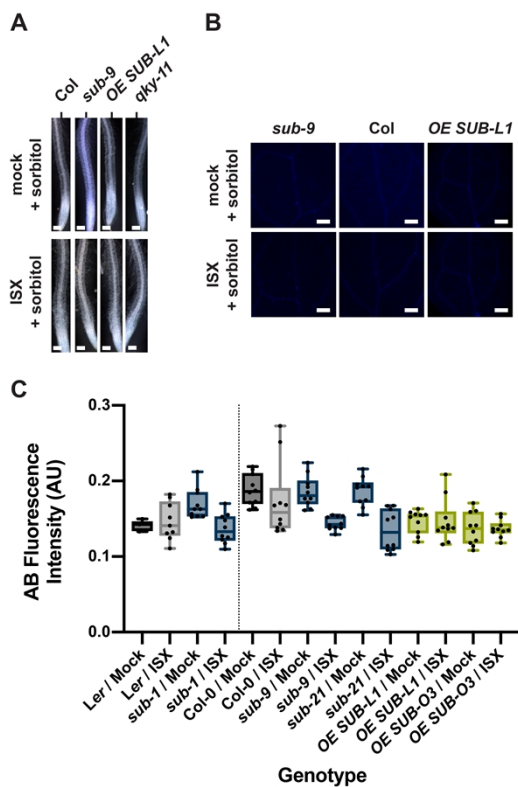 A
Col
sub-9
OE SUB-L1
qky-11
mock
+ sorbitol
ISX
+ sorbitol
B
sub-9
Col
OE SUB-L1
mock
+ sorbitol
ISX
+ sorbitol
C
AB Fluorescence
Intensity (AU)
0.3
0.2
0.1
0.0
Ler / Mock
Ler / ISX
sub-1 / Mock
sub-1 / ISX
Col-0 / Mock
Col-0 / ISX
sub-9 / Mock
sub-9 / ISX
sub-21 / Mock
sub-21 / ISX
OE SUB-L1 / Mock
OE SUB-L1 / ISX
OE SUB-O3 / Mock
OE SUB-O3 / ISX
Genotype